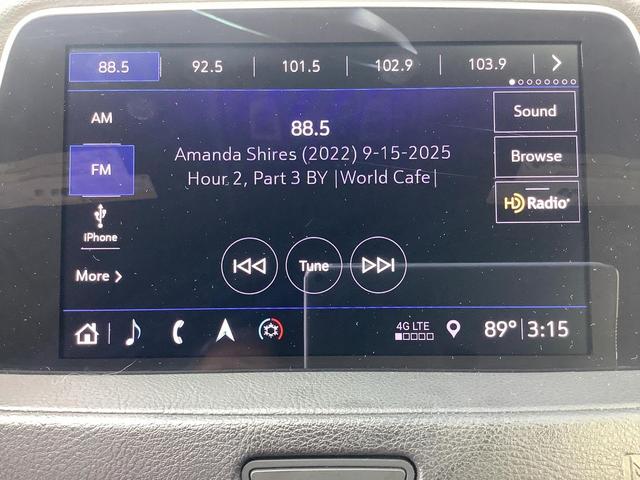 88.5 92.5 101.5 102.9 103.9
AM
FM
iPhone
More
88.5
Amanda Shires (2022) 9-15-2025
Hour 2, Part 3 BY |World Cafe|
Sound
Browse
HD Radio
Tune
4G LTE
89° 3:15